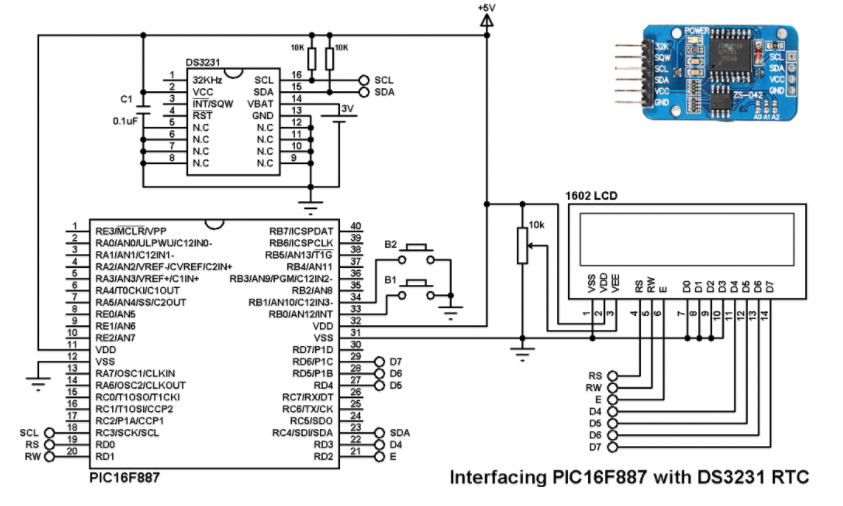 +5V
10K
10K
DS3231
1 32KHz SCL 16 SCL
2 VCC SDA 15 SDA
3 INT/SQW VBAT 14
4 RST GND 13
5 N.C N.C 12
6 N.C N.C 11
7 N.C N.C 10
8 N.C N.C 9
C1
0.1uF
3V
POWER
32K
SQW
SCL
SDA
VCC
GND
SCL
SDA
VCC
GND
ZS-042
A0 A1 A2
1602 LCD
10k
VSS VDD VEE RS RW E D0 D1 D2 D3 D4 D5 D6 D7
1 2 3 4 5 6 7 8 9 10 11 12 13 14
RS
RW
E
D4
D5
D6
D7
B2
B1
1 RE3/MCLR/VPP RB7/ICSPDAT 40
2 RA0/AN0/ULPWU/C12IN0- RB6/ICSPCLK 39
3 RA1/AN1/C12IN1- RB5/AN13/T1G 38
4 RA2/AN2/VREF-/CVREF/C2IN+ RB4/AN11 37
5 RA3/AN3/VREF+/C1IN+ RB3/AN9/PGM/C12IN2- 36
6 RA4/T0CKI/C1OUT RB2/AN8 35
7 RA5/AN4/SS/C2OUT RB1/AN10/C12IN3- 34
8 RE0/AN5 RB0/AN12/INT 33
9 RE1/AN6 VDD 32
10 RE2/AN7 VSS 31
11 VDD RD7/P1D 30
12 VSS RD6/P1C 29 D7
13 RA7/OSC1/CLKIN RD5/P1B 28 D6
14 RA6/OSC2/CLKOUT RD4 27 D5
15 RC0/T1OSO/T1CKI RC7/RX/DT 26
16 RC1/T1OSI/CCP2 RC6/TX/CK 25
17 RC2/P1A/CCP1 RC5/SDO 24
SCL 18 RC3/SCK/SCL RC4/SDI/SDA 23 SDA
RS 19 RD0 RD3 22 D4
RW 20 RD1 RD2 21 E
PIC16F887
Interfacing PIC16F887 with DS3231 RTC